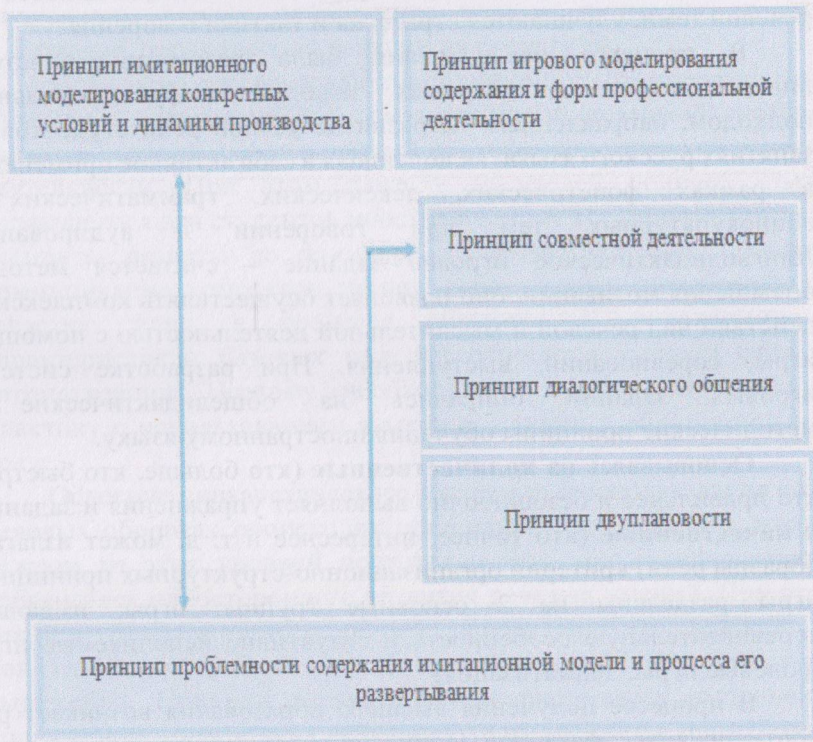 Принцип имитационного
моделирования конкретных
условий и динамики производства
Принцип игрового моделирования
содержания и форм профессиональной
деятельности
Принцип совместной деятельности
Принцип диалогического общения
Принцип двуплановости
Принцип проблемности содержания имитационной модели и процесса его
развертывания